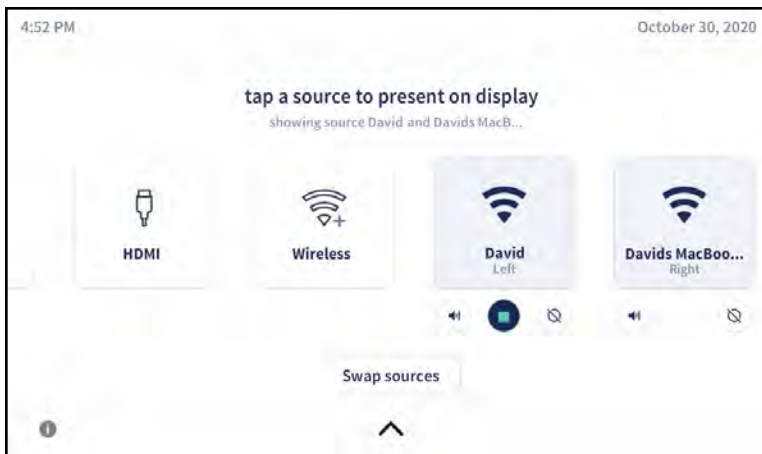 4:52 PM October 30, 2020
tap a source to present on display
showing source David and Davids MacB...
HDMI
Wireless
David
Left
Davids MacBoo...
Right
Swap sources